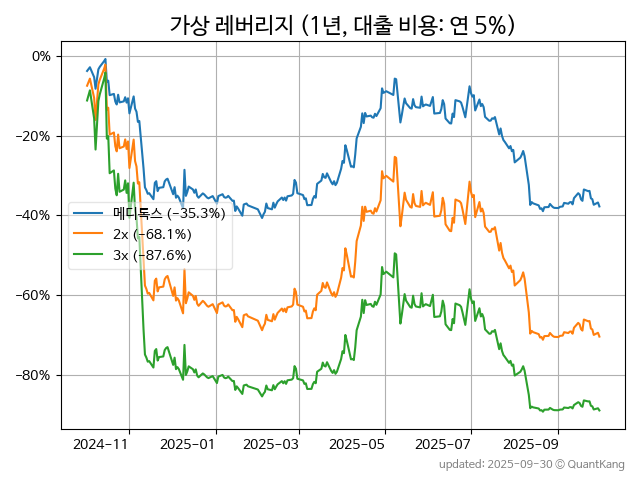 가상 레버리지 (1년, 대출 비용: 연 5%)
0%
−20%
−40%
−60%
−80%
메디톡스 (−35.3%)
2x (−68.1%)
3x (−87.6%)
2024-11
2025-01
2025-03
2025-05
2025-07
2025-09
updated: 2025-09-30 © QuantKang